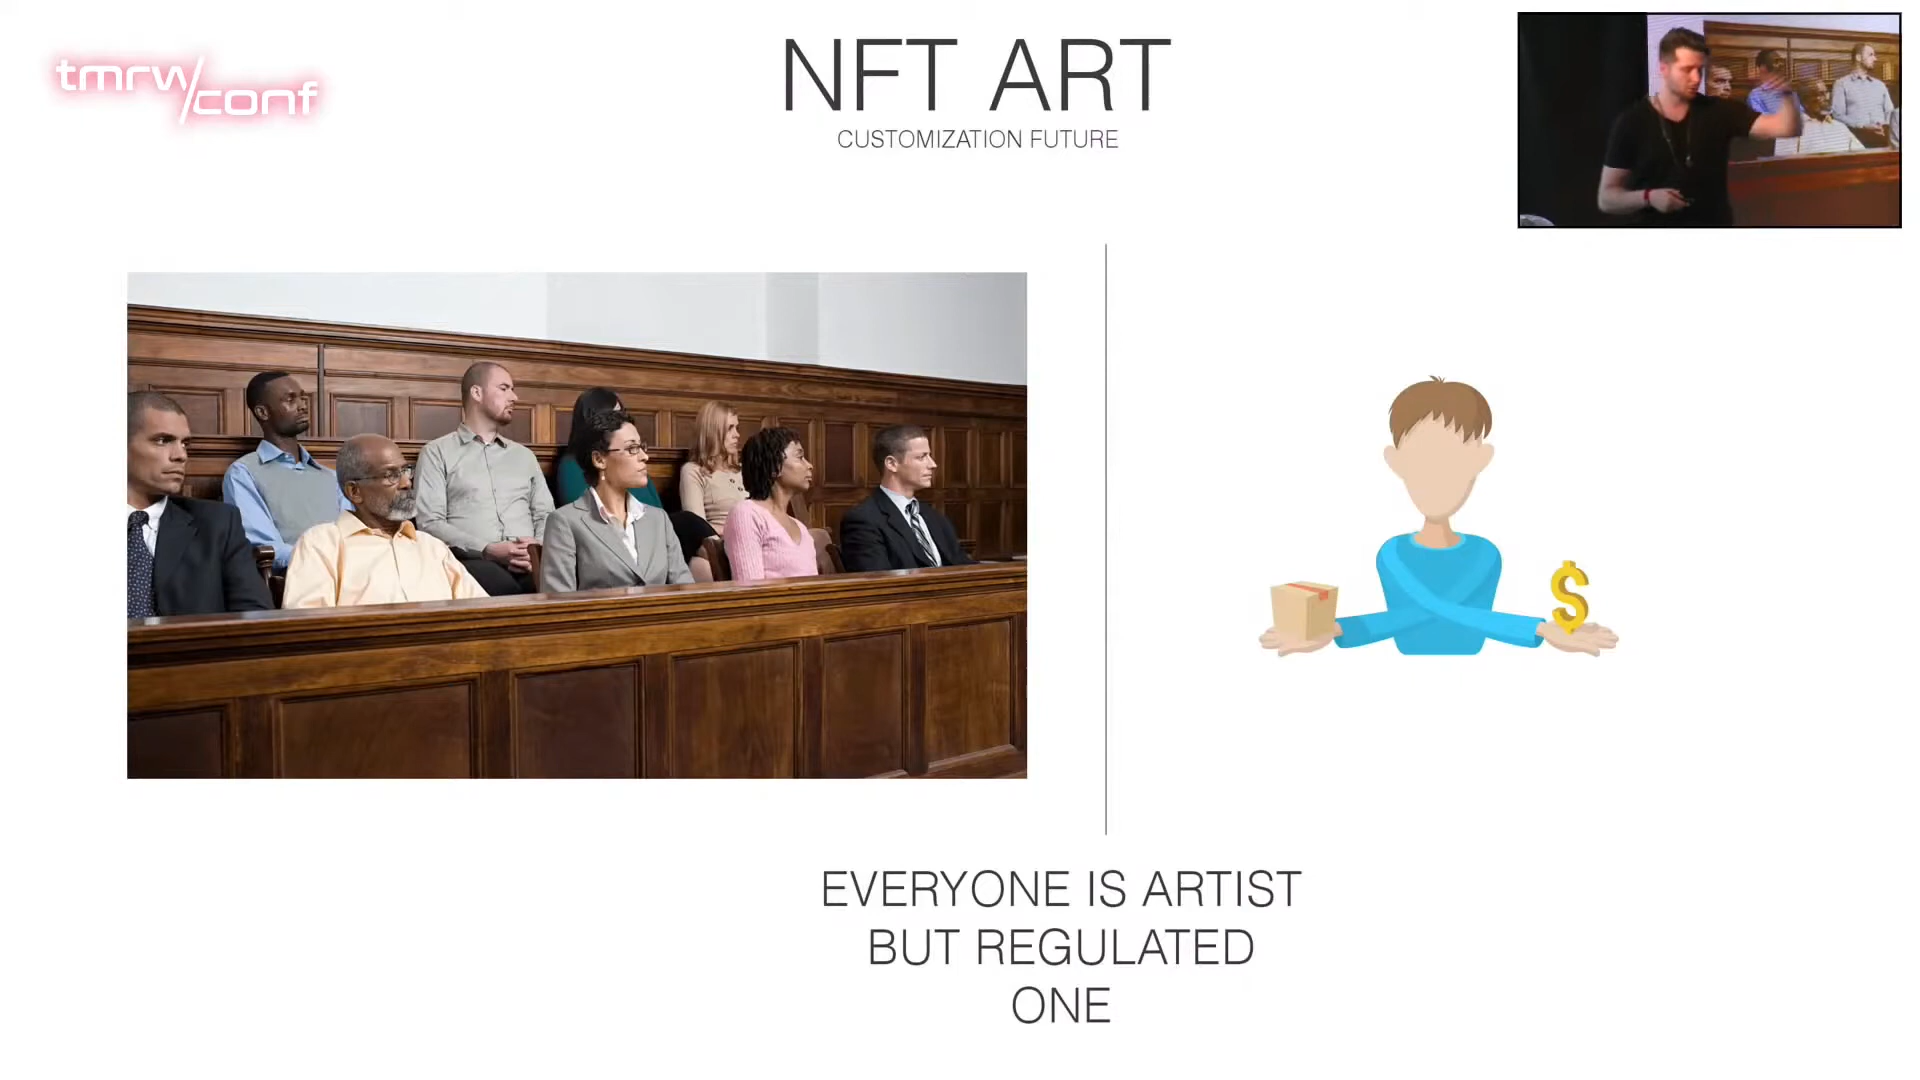 tmrw/conf
NFT ART
CUSTOMIZATION FUTURE
$
EVERYONE IS ARTIST
BUT REGULATED
ONE